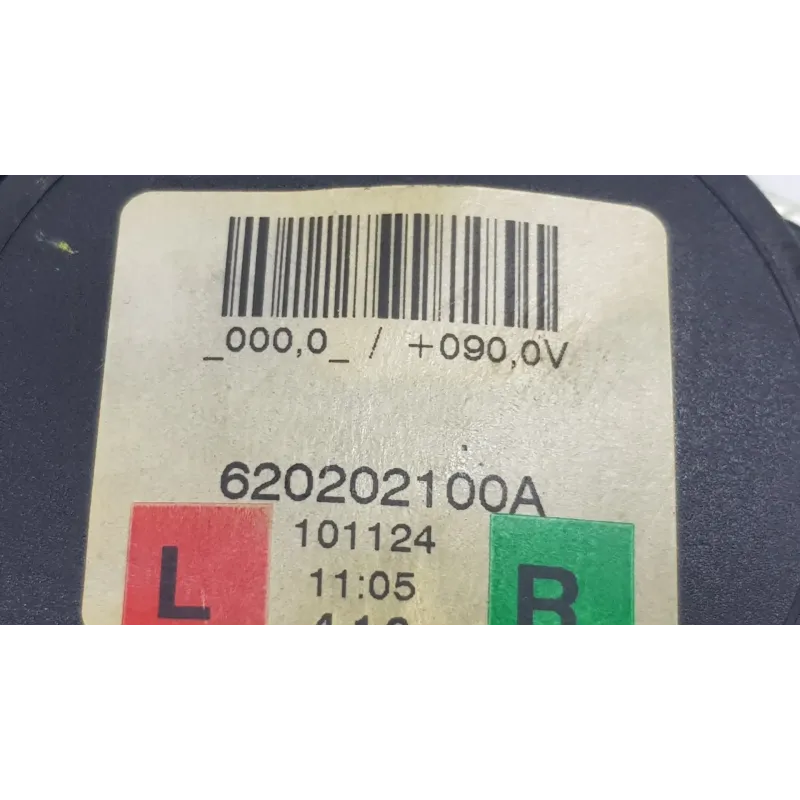 _000,0_ / +090,0V
620202100A
101124
L
11:05